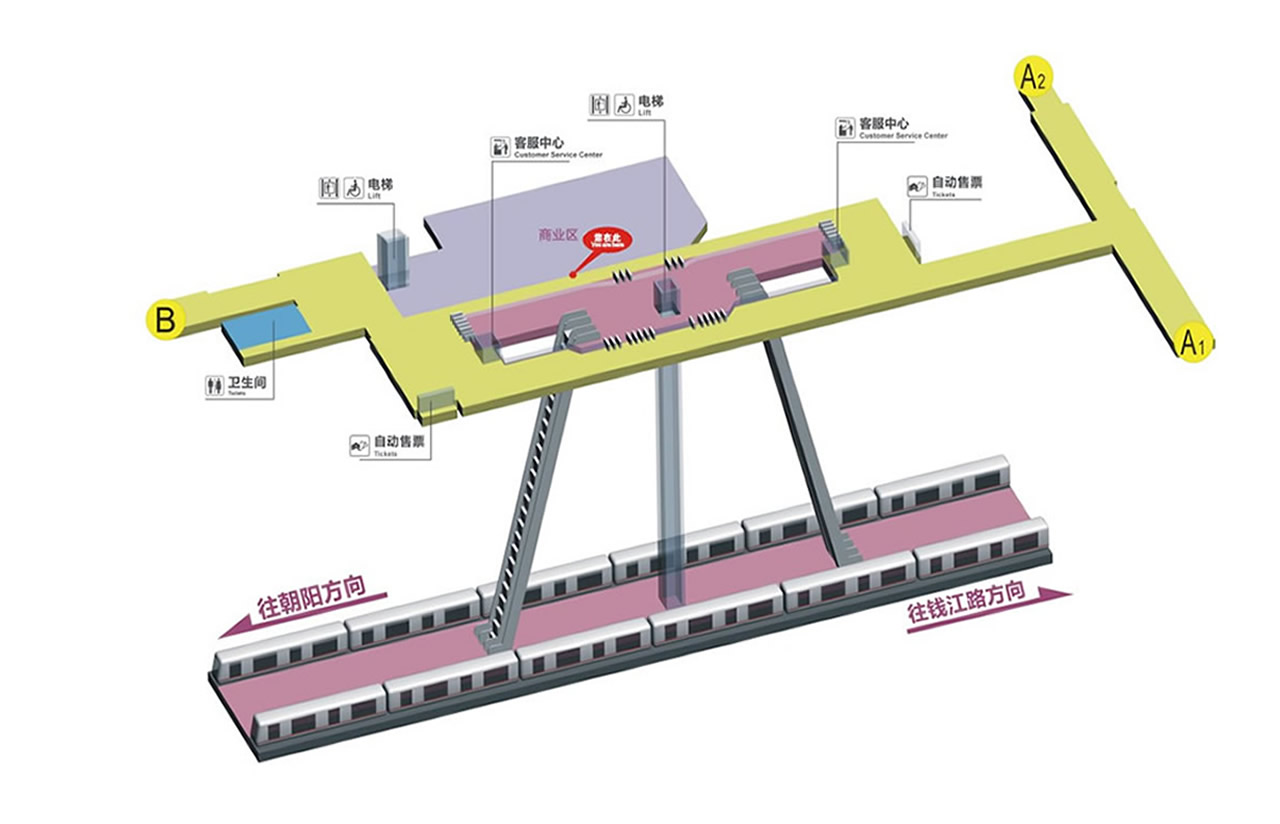 A2
电梯
Lift
客服中心
Customer Service Center
客服中心
Customer Service Center
电梯
Lift
自动售票
Tickets
商业区
您在此
You are here
B
A1
卫生间
Toilets
自动售票
Tickets
往朝阳方向
往钱江路方向